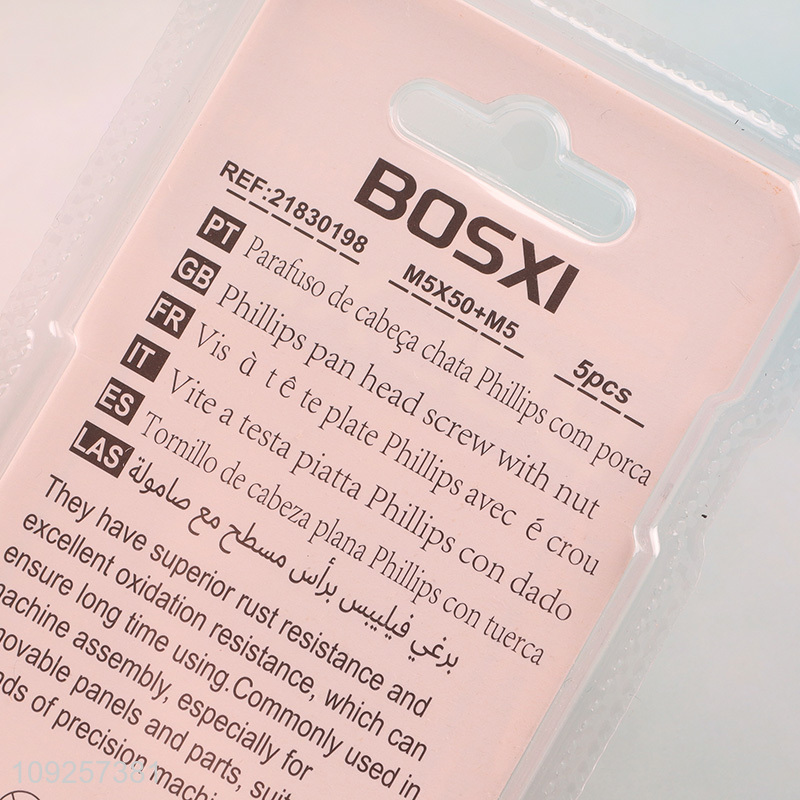 BOSXI
REF:21830198 M5X50+M5 5pcs
PT Parafuso de cabeça chata Phillips com porca
GB Phillips pan head screw with nut
FR Vis à tête plate Phillips avec écrou
IT Vite a testa piatta Phillips con dado
ES Tornillo de cabeza plana Phillips con tuerca
LAS برغي فيليبس برأس مسطح مع صامولة
They have superior rust resistance and
excellent oxidation resistance, which can
ensure long time using.Commonly used in
machine assembly, especially for
movable panels and parts,
of precision
109257381